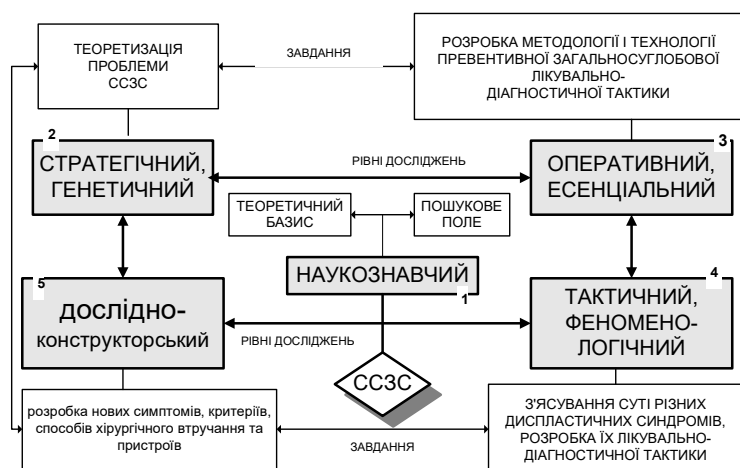 ТЕОРЕТИЗАЦІЯ
ПРОБЛЕМИ
ССЗС
ЗАВДАННЯ
РОЗРОБКА МЕТОДОЛОГІЇ І ТЕХНОЛОГІЇ
ПРЕВЕНТИВНОЇ ЗАГАЛЬНОСУГЛОБОВОЇ
ЛІКУВАЛЬНО-
ДІАГНОСТИЧНОЇ ТАКТИКИ
2
СТРАТЕГІЧНИЙ,
ГЕНЕТИЧНИЙ
РІВНІ ДОСЛІДЖЕНЬ
3
ОПЕРАТИВНИЙ,
ЕСЕНЦІАЛЬНИЙ
ТЕОРЕТИЧНИЙ
БАЗИС
ПОШУКОВЕ
ПОЛЕ
НАУКОЗНАВЧИЙ
1
5
ДОСЛІДНО-
конструкторський
РІВНІ ДОСЛІДЖЕНЬ
4
ТАКТИЧНИЙ,
ФЕНОМЕНО-
ЛОГІЧНИЙ
ССЗС
розробка нових симптомів, критеріїв,
способів хірургічного втручання та
пристроїв
ЗАВДАННЯ
З'ЯСУВАННЯ СУТІ РІЗНИХ
ДИСПЛАСТИЧНИХ СИНДРОМІВ,
РОЗРОБКА ЇХ ЛІКУВАЛЬНО-
ДІАГНОСТИЧНОЇ ТАКТИКИ